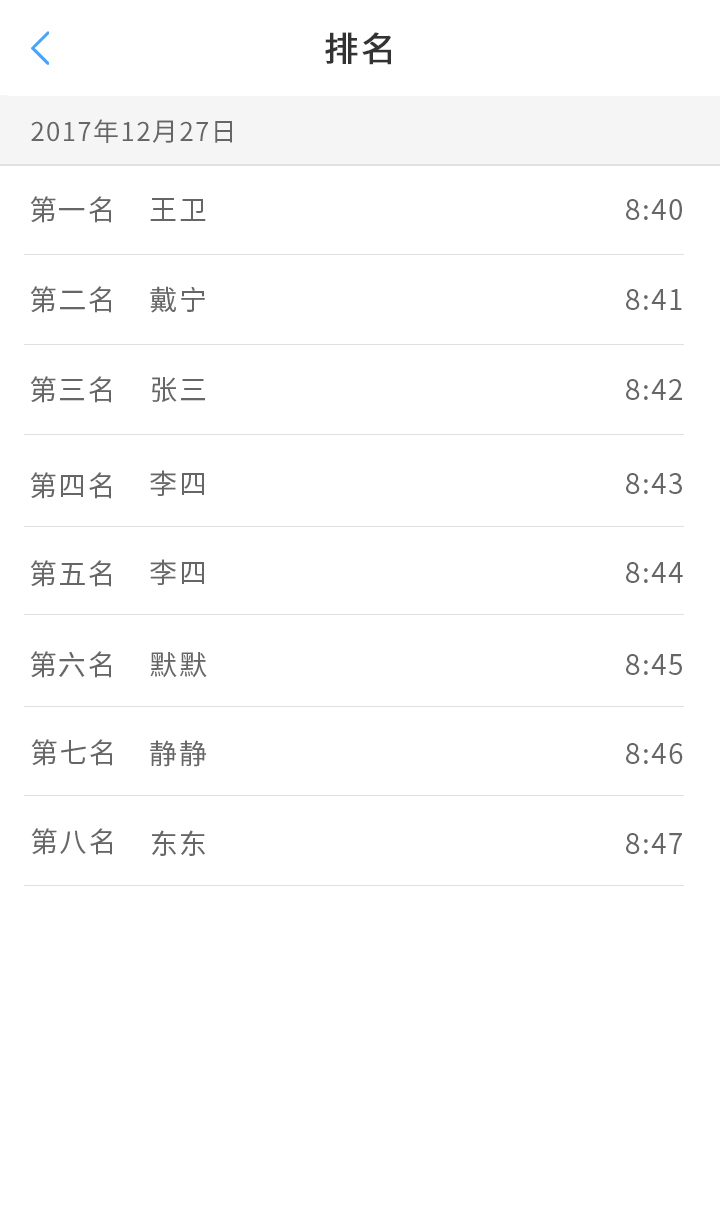 排名
2017年12月27日
第一名 王卫 8:40
第二名 戴宁 8:41
第三名 张三 8:42
第四名 李四 8:43
第五名 李四 8:44
第六名 默默 8:45
第七名 静静 8:46
第八名 东东 8:47